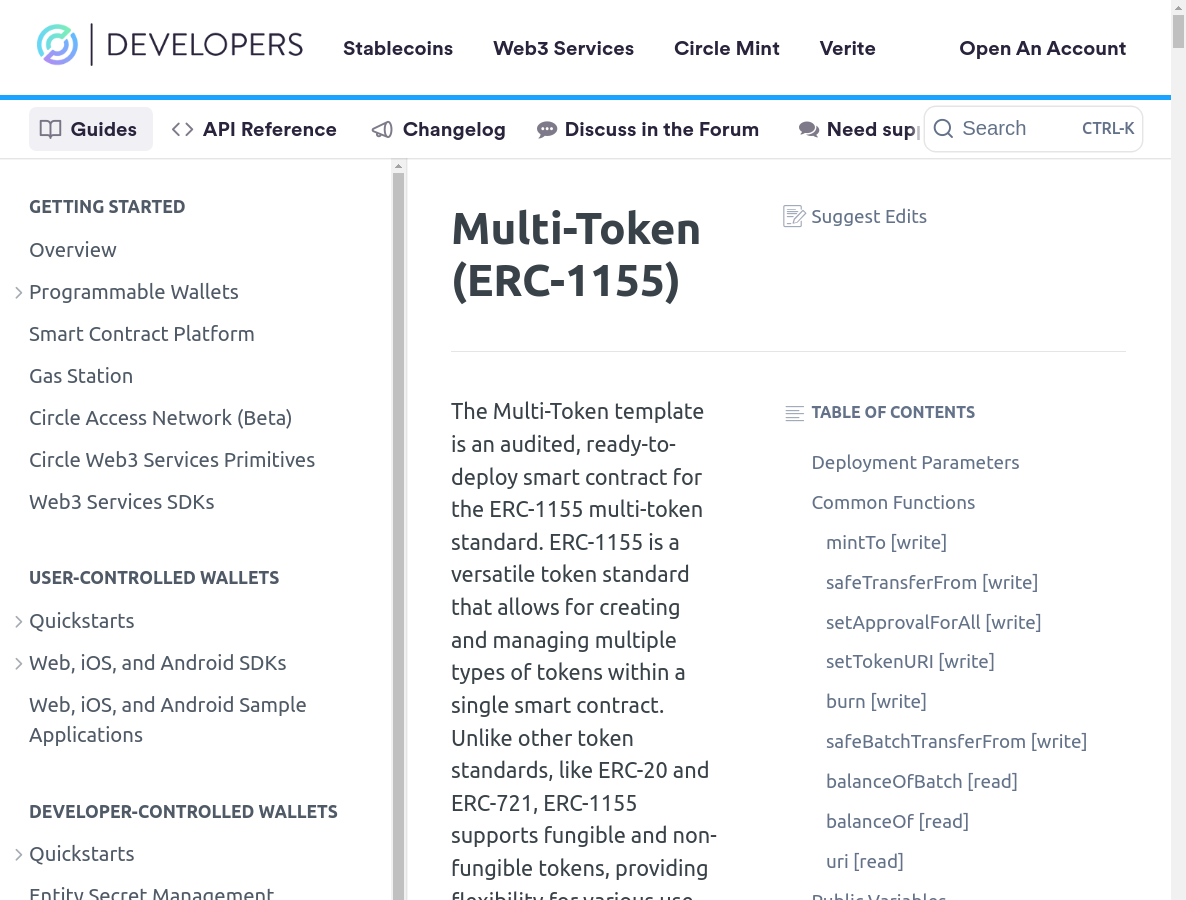 DEVELOPERS
Stablecoins
Web3 Services
Circle Mint
Verite
Open An Account
Guides
API Reference
Changelog
Discuss in the Forum
Need sup
Search
CTRL-K
GETTING STARTED
Overview
Programmable Wallets
Smart Contract Platform
Gas Station
Circle Access Network (Beta)
Circle Web3 Services Primitives
Web3 Services SDKs
USER-CONTROLLED WALLETS
Quickstarts
Web, iOS, and Android SDKs
Web, iOS, and Android Sample
Applications
DEVELOPER-CONTROLLED WALLETS
Quickstarts
Entity Secret Management
Multi-Token
(ERC-1155)
Suggest Edits
The Multi-Token template
is an audited, ready-to-
deploy smart contract for
the ERC-1155 multi-token
standard. ERC-1155 is a
versatile token standard
that allows for creating
and managing multiple
types of tokens within a
single smart contract.
Unlike other token
standards, like ERC-20 and
ERC-721, ERC-1155
supports fungible and non-
fungible tokens, providing
flexibility for various use
TABLE OF CONTENTS
Deployment Parameters
Common Functions
mintTo [write]
safeTransferFrom [write]
setApprovalForAll [write]
setTokenURI [write]
burn [write]
safeBatchTransferFrom [write]
balanceOfBatch [read]
balanceOf [read]
uri [read]
Public Variables